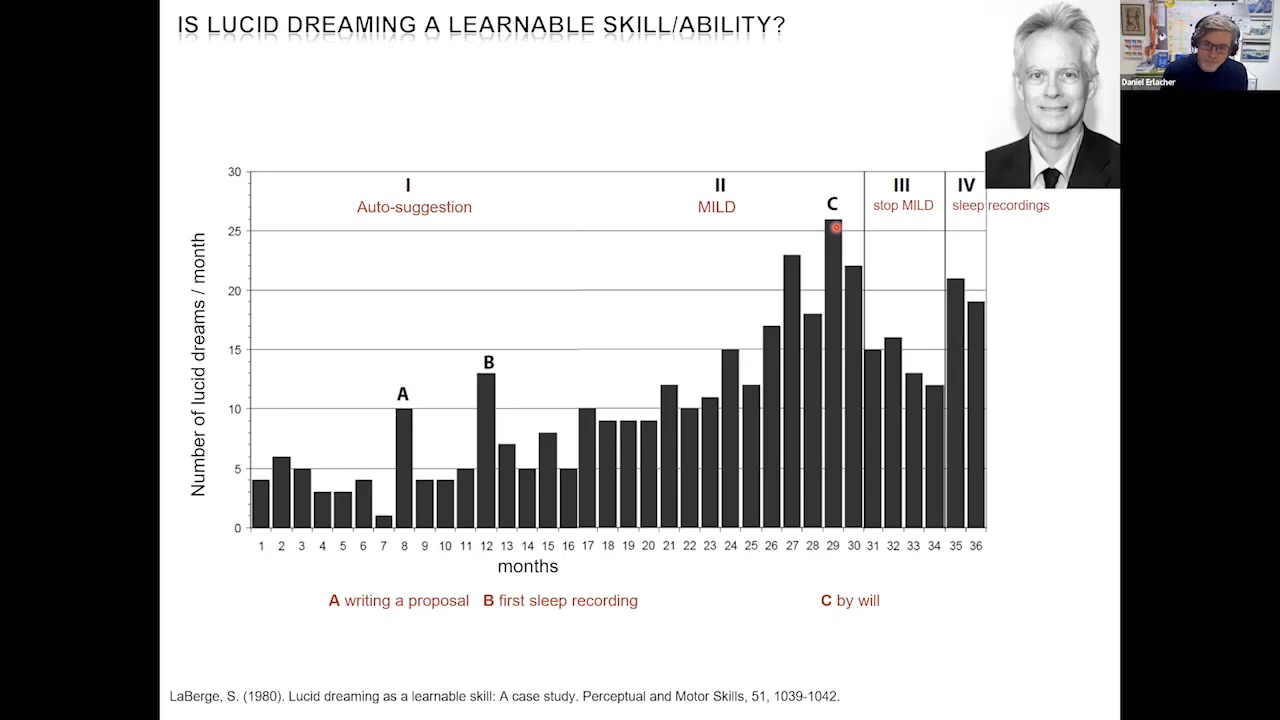 IS LUCID DREAMING A LEARNABLE SKILL/ABILITY?
Daniel Erlacher
Number of lucid dreams / month
30
25
20
15
10
5
0
I
Auto-suggestion
II
MILD
III
stop MILD
IV
sleep recordings
A
B
C
1 2 3 4 5 6 7 8 9 10 11 12 13 14 15 16 17 18 19 20 21 22 23 24 25 26 27 28 29 30 31 32 33 34 35 36
months
A writing a proposal B first sleep recording C by will
LaBerge, S. (1980). Lucid dreaming as a learnable skill: A case study. Perceptual and Motor Skills, 51, 1039-1042.